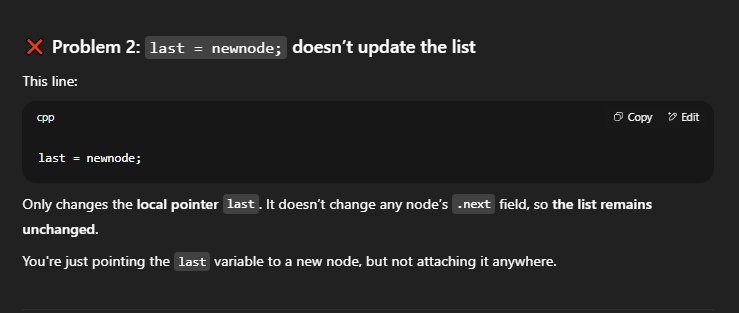 ❌ Problem 2: last = newnode; doesn’t update the list
This line:
cpp
Copy Edit
last = newnode;
Only changes the local pointer last. It doesn’t change any node’s .next field, so the list remains
unchanged.
You’re just pointing the last variable to a new node, but not attaching it anywhere.